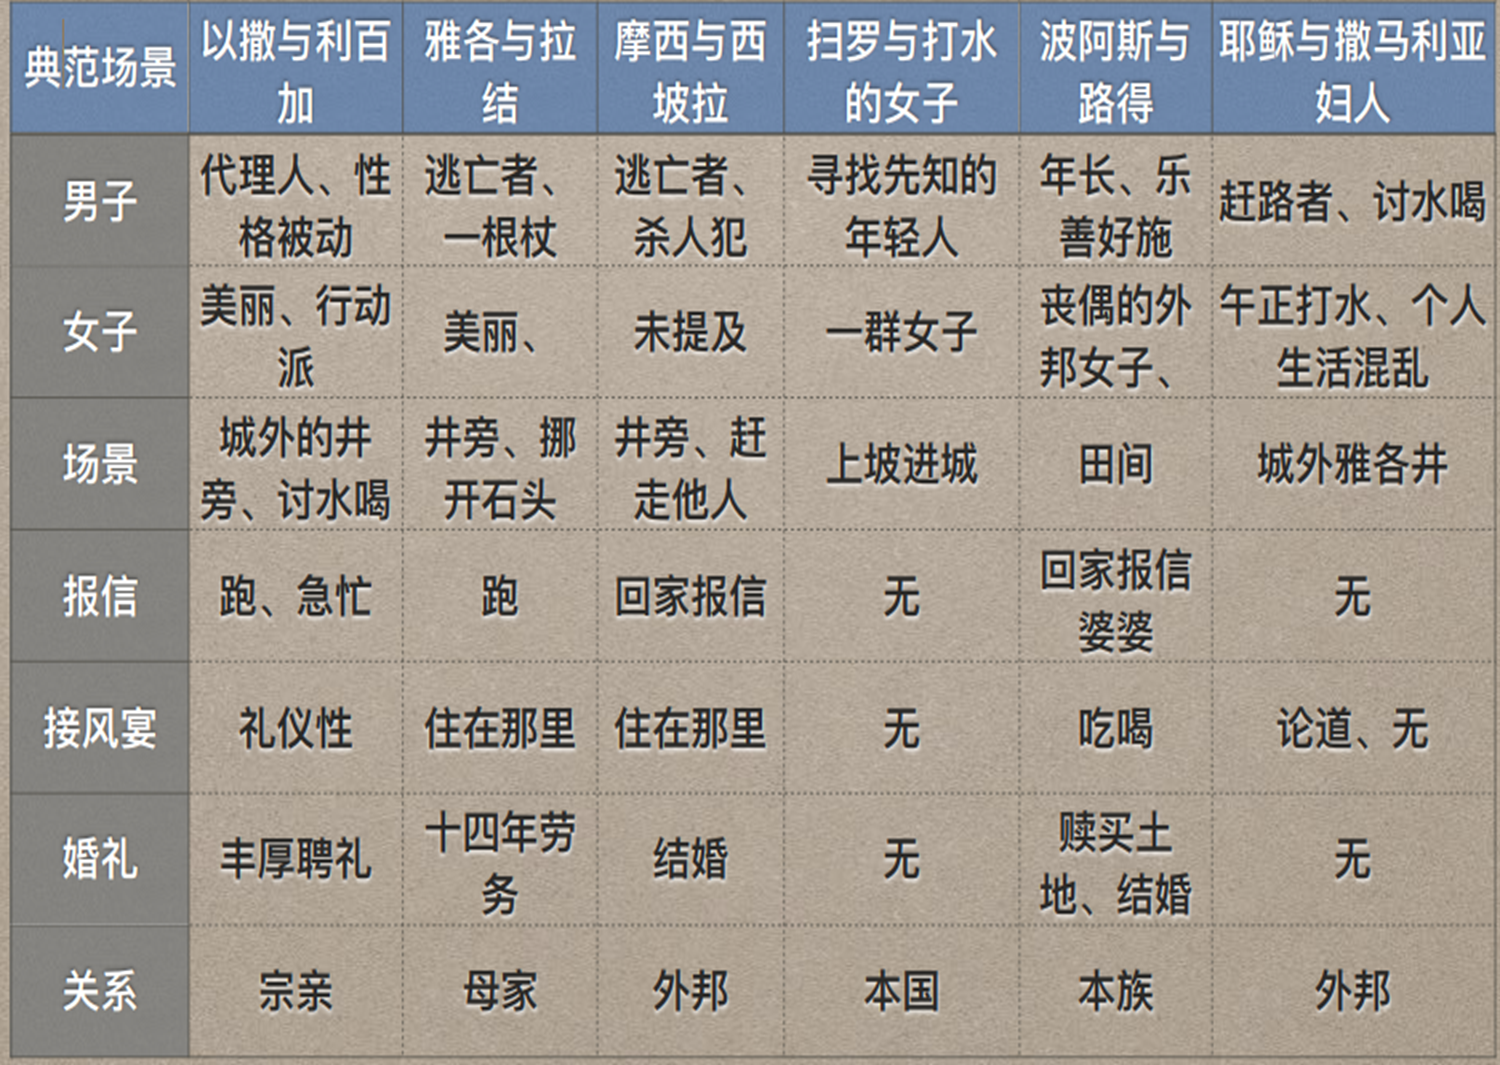 典范场景
以撒与利百
加
雅各与拉
结
摩西与西
坡拉
扫罗与打水
的女子
波阿斯与
路得
耶稣与撒马利亚
妇人
男子
代理人、性
格被动
逃亡者、
一根杖
逃亡者、
杀人犯
寻找先知的
年轻人
年长、乐
善好施
赶路者、讨水喝
女子
美丽、行动
派
美丽、
未提及
一群女子
丧偶的外
邦女子、
午正打水、个人
生活混乱
场景
城外的井
旁、讨水喝
井旁、挪
开石头
井旁、赶
走他人
上坡进城
田间
城外雅各井
报信
跑、急忙
跑
回家报信
无
回家报信
婆婆
无
接风宴
礼仪性
住在那里
住在那里
无
吃喝
论道、无
婚礼
丰厚聘礼
十四年劳
务
结婚
无
赎买土
地、结婚
无
关系
宗亲
母家
外邦
本国
本族
外邦